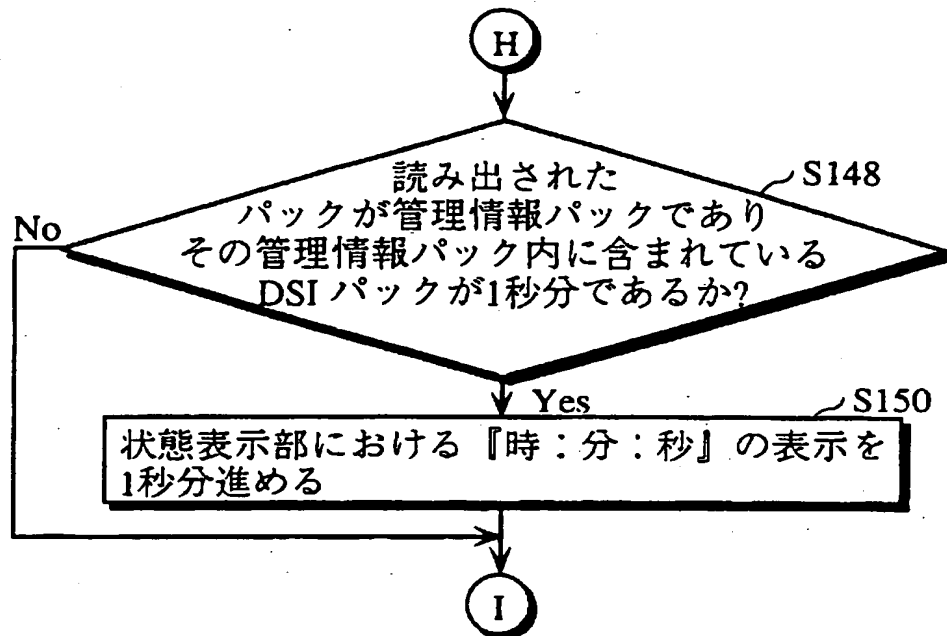 H
読み出された
S148
パックが管理情報パックであり
No
その管理情報パック内に含まれている
DSI パックが1秒分であるか?
Yes
S150
状態表示部における『時：分：秒』の表示を
1秒分進める
I